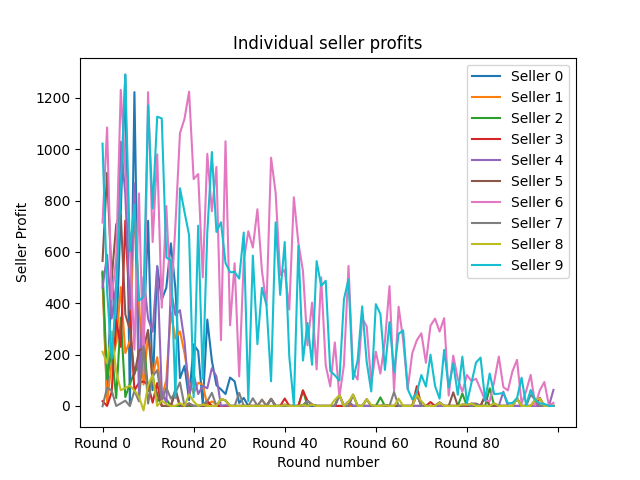 Individual seller profits
Seller Profit
1200
1000
800
600
400
200
0
Round 0
Round 20
Round 40
Round 60
Round 80
Round number
Seller 0
Seller 1
Seller 2
Seller 3
Seller 4
Seller 5
Seller 6
Seller 7
Seller 8
Seller 9